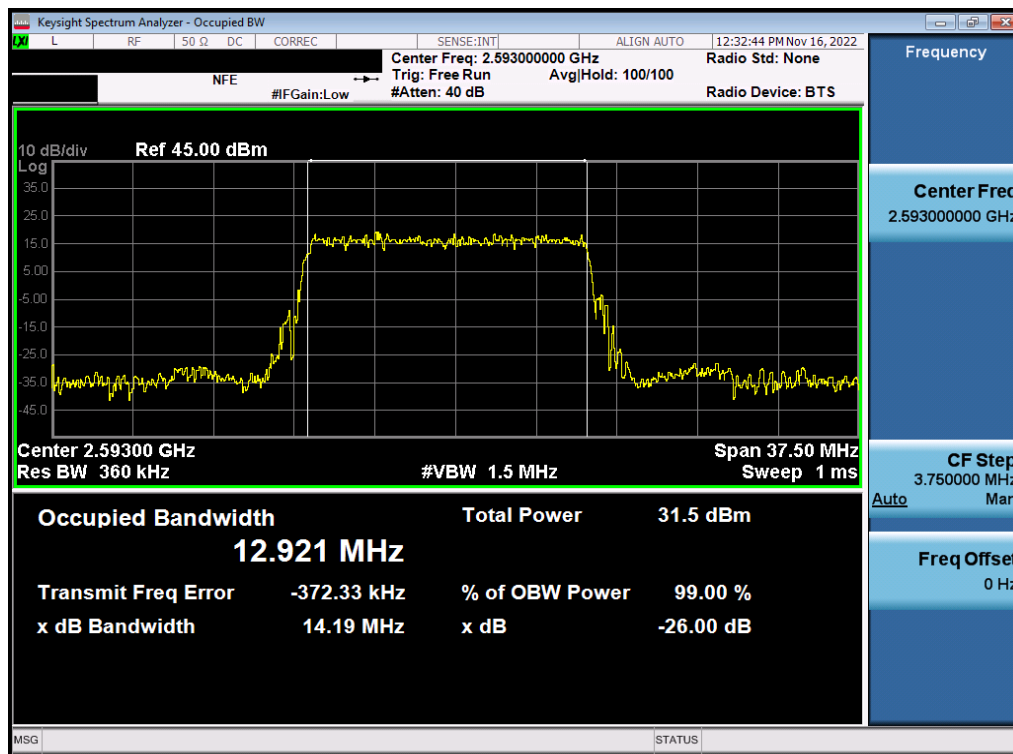 Keysight Spectrum Analyzer - Occupied BW
LXI L RF 50 Ω DC CORREC SENSE:INT ALIGN AUTO 12:32:44 PM Nov 16, 2022
Center Freq: 2.593000000 GHz Radio Std: None
NFE Trig: Free Run Avg|Hold: 100/100
#IFGain:Low #Atten: 40 dB Radio Device: BTS
10 dB/div Ref 45.00 dBm
Log
35.0
25.0
15.0
5.00
-5.00
-15.0
-25.0
-35.0
-45.0
Center 2.59300 GHz Span 37.50 MHz
Res BW 360 kHz #VBW 1.5 MHz Sweep 1 ms
Occupied Bandwidth Total Power 31.5 dBm
12.921 MHz
Transmit Freq Error -372.33 kHz % of OBW Power 99.00 %
x dB Bandwidth 14.19 MHz x dB -26.00 dB
Frequency
Center Freq
2.593000000 GHz
CF Step
3.750000 MHz
Auto Man
Freq Offset
0 Hz
MSG STATUS